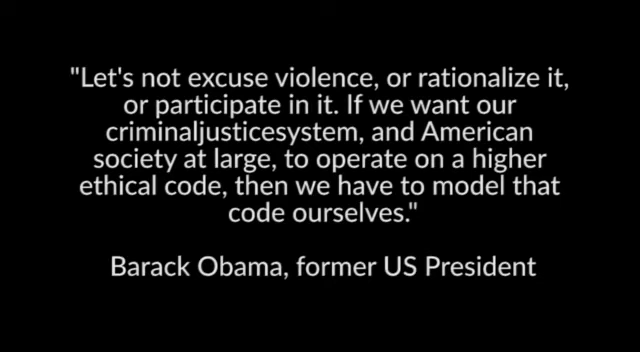 "Let's not excuse violence, or rationalize it,
or participate in it. If we want our
criminaljusticesystem, and American
society at large, to operate on a higher
ethical code, then we have to model that
code ourselves."
Barack Obama, former US President